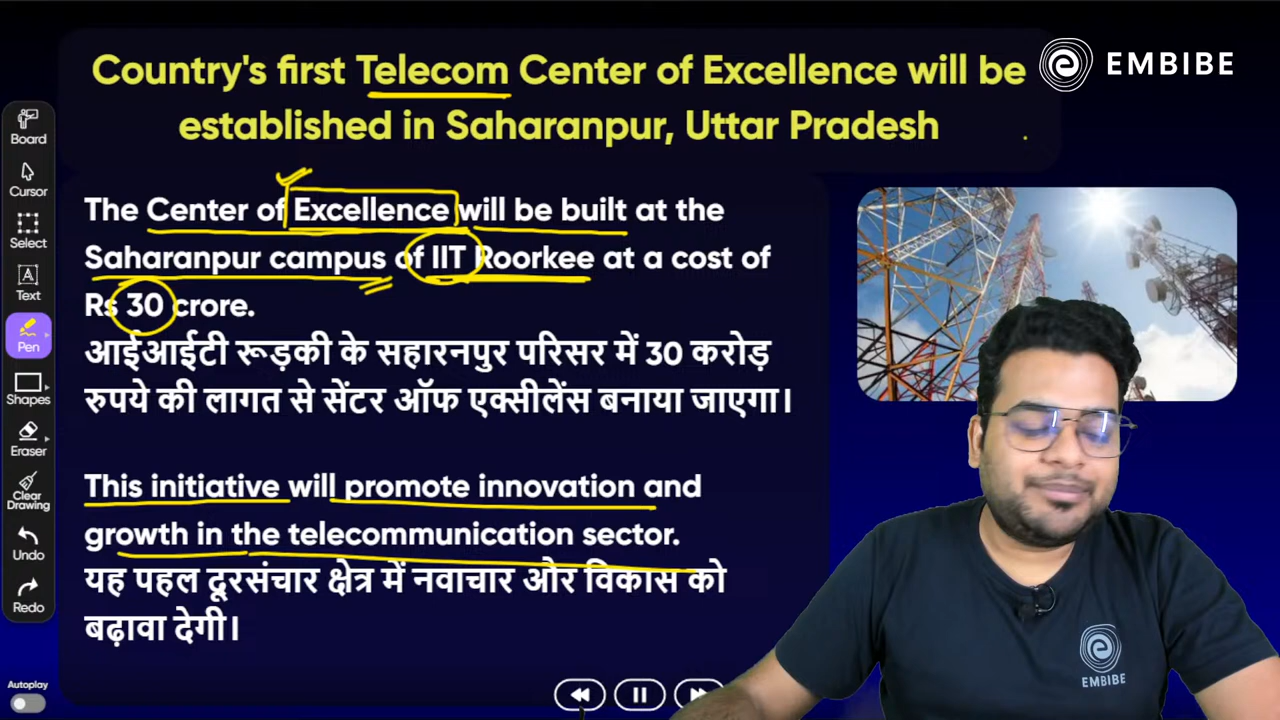 Country's first Telecom Center of Excellence will be
established in Saharanpur, Uttar Pradesh
EMBIBE
Board
Cursor
Select
Text
Pen
Shapes
Eraser
Clear
Drawing
Undo
Redo
Autoplay
The Center of Excellence will be built at the
Saharanpur campus of IIT Roorkee at a cost of
Rs 30 crore.
आईआईटी रूड़की के सहारनपुर परिसर में 30 करोड़
रुपये की लागत से सेंटर ऑफ एक्सीलेंस बनाया जाएगा।
This initiative will promote innovation and
growth in the telecommunication sector.
यह पहल दूरसंचार क्षेत्र में नवाचार और विकास को
बढ़ावा देगी।
EMBIBE